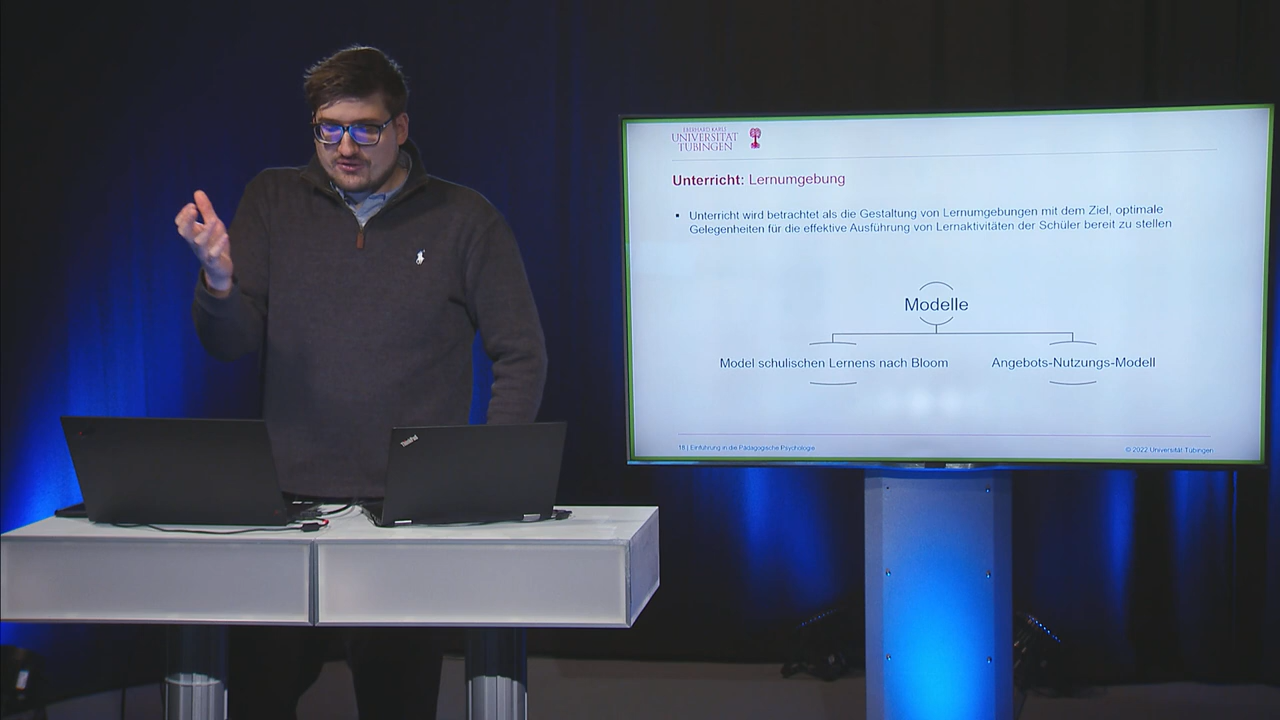 EBERHARD KARLS
UNIVERSITÄT
TÜBINGEN
Unterricht: Lernumgebung
▪ Unterricht wird betrachtet als die Gestaltung von Lernumgebungen mit dem Ziel, optimale
Gelegenheiten für die effektive Ausführung von Lernaktivitäten der Schüler bereit zu stellen
Modelle
Model schulischen Lernens nach Bloom
Angebots-Nutzungs-Modell
18 | Einführung in die Pädagogische Psychologie
© 2022 Universität Tübingen
ThinkPad